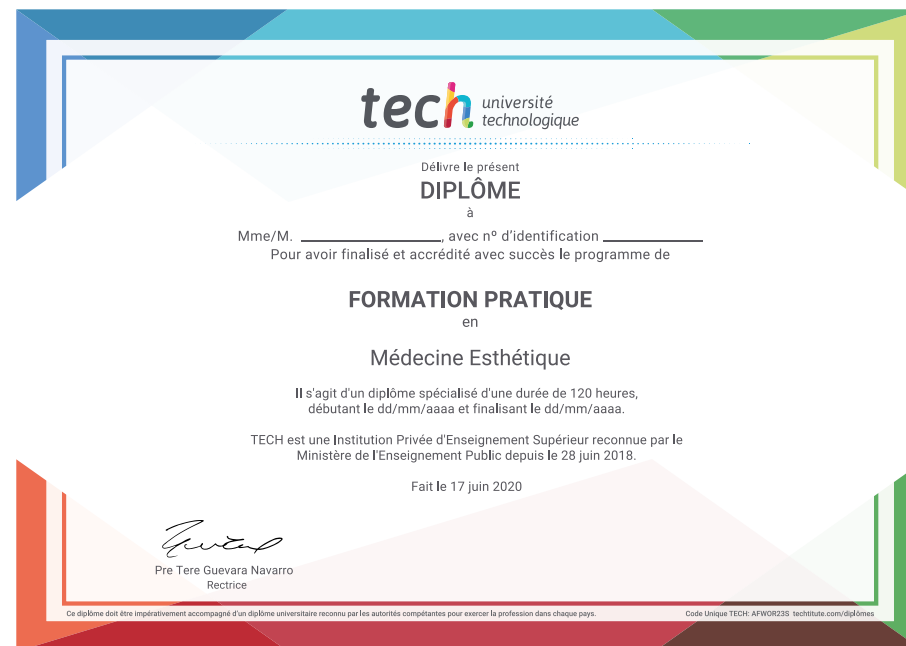 tech université
technologique
Délivre le présent
DIPLÔME
à
Mme/M. ____________________, avec nº d'identification ______________
Pour avoir finalisé et accrédité avec succès le programme de
FORMATION PRATIQUE
en
Médecine Esthétique
Il s'agit d'un diplôme spécialisé d'une durée de 120 heures,
débutant le dd/mm/aaaa et finalisant le dd/mm/aaaa.
TECH est une Institution Privée d'Enseignement Supérieur reconnue par le
Ministère de l'Enseignement Public depuis le 28 juin 2018.
Fait le 17 juin 2020
Pre Tere Guevara Navarro
Rectrice
Ce diplôme doit être impérativement accompagné d'un diplôme universitaire reconnu par les autorités compétentes pour exercer la profession dans chaque pays.
Code Unique TECH: AFWOR23S techtitute.com/diplômes